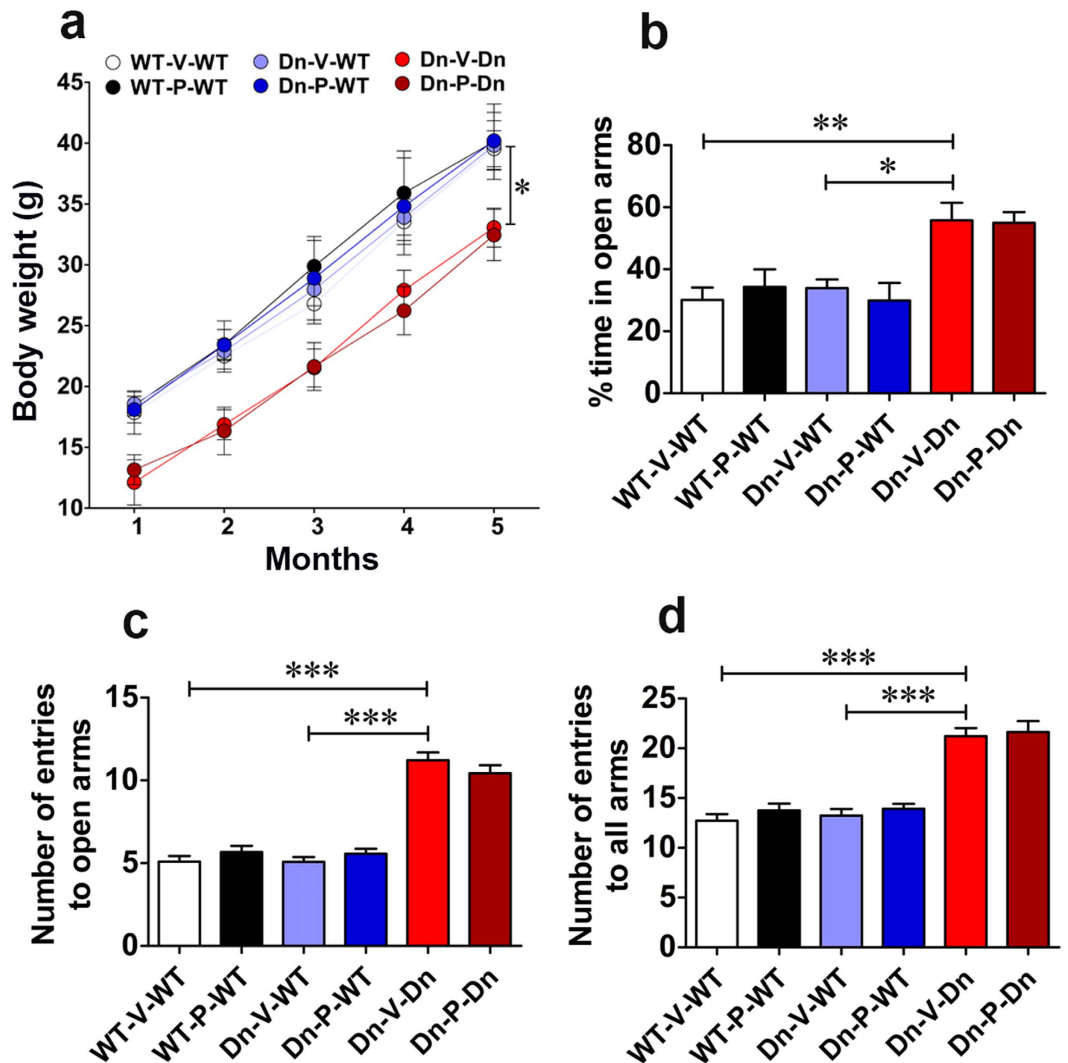 a
WT-V-WT Dn-V-WT Dn-V-Dn
WT-P-WT Dn-P-WT Dn-P-Dn
45
40
35
30
25
20
15
10
Body weight (g)
*
1 2 3 4 5
Months
b
**
*
80
60
40
20
0
% time in open arms
WT-V-WT WT-P-WT Dn-V-WT Dn-P-WT Dn-V-Dn Dn-P-Dn
c
***
***
15
10
5
0
Number of entries
to open arms
WT-V-WT WT-P-WT Dn-V-WT Dn-P-WT Dn-V-Dn Dn-P-Dn
d
***
***
25
20
15
10
5
0
Number of entries
to all arms
WT-V-WT WT-P-WT Dn-V-WT Dn-P-WT Dn-V-Dn Dn-P-Dn